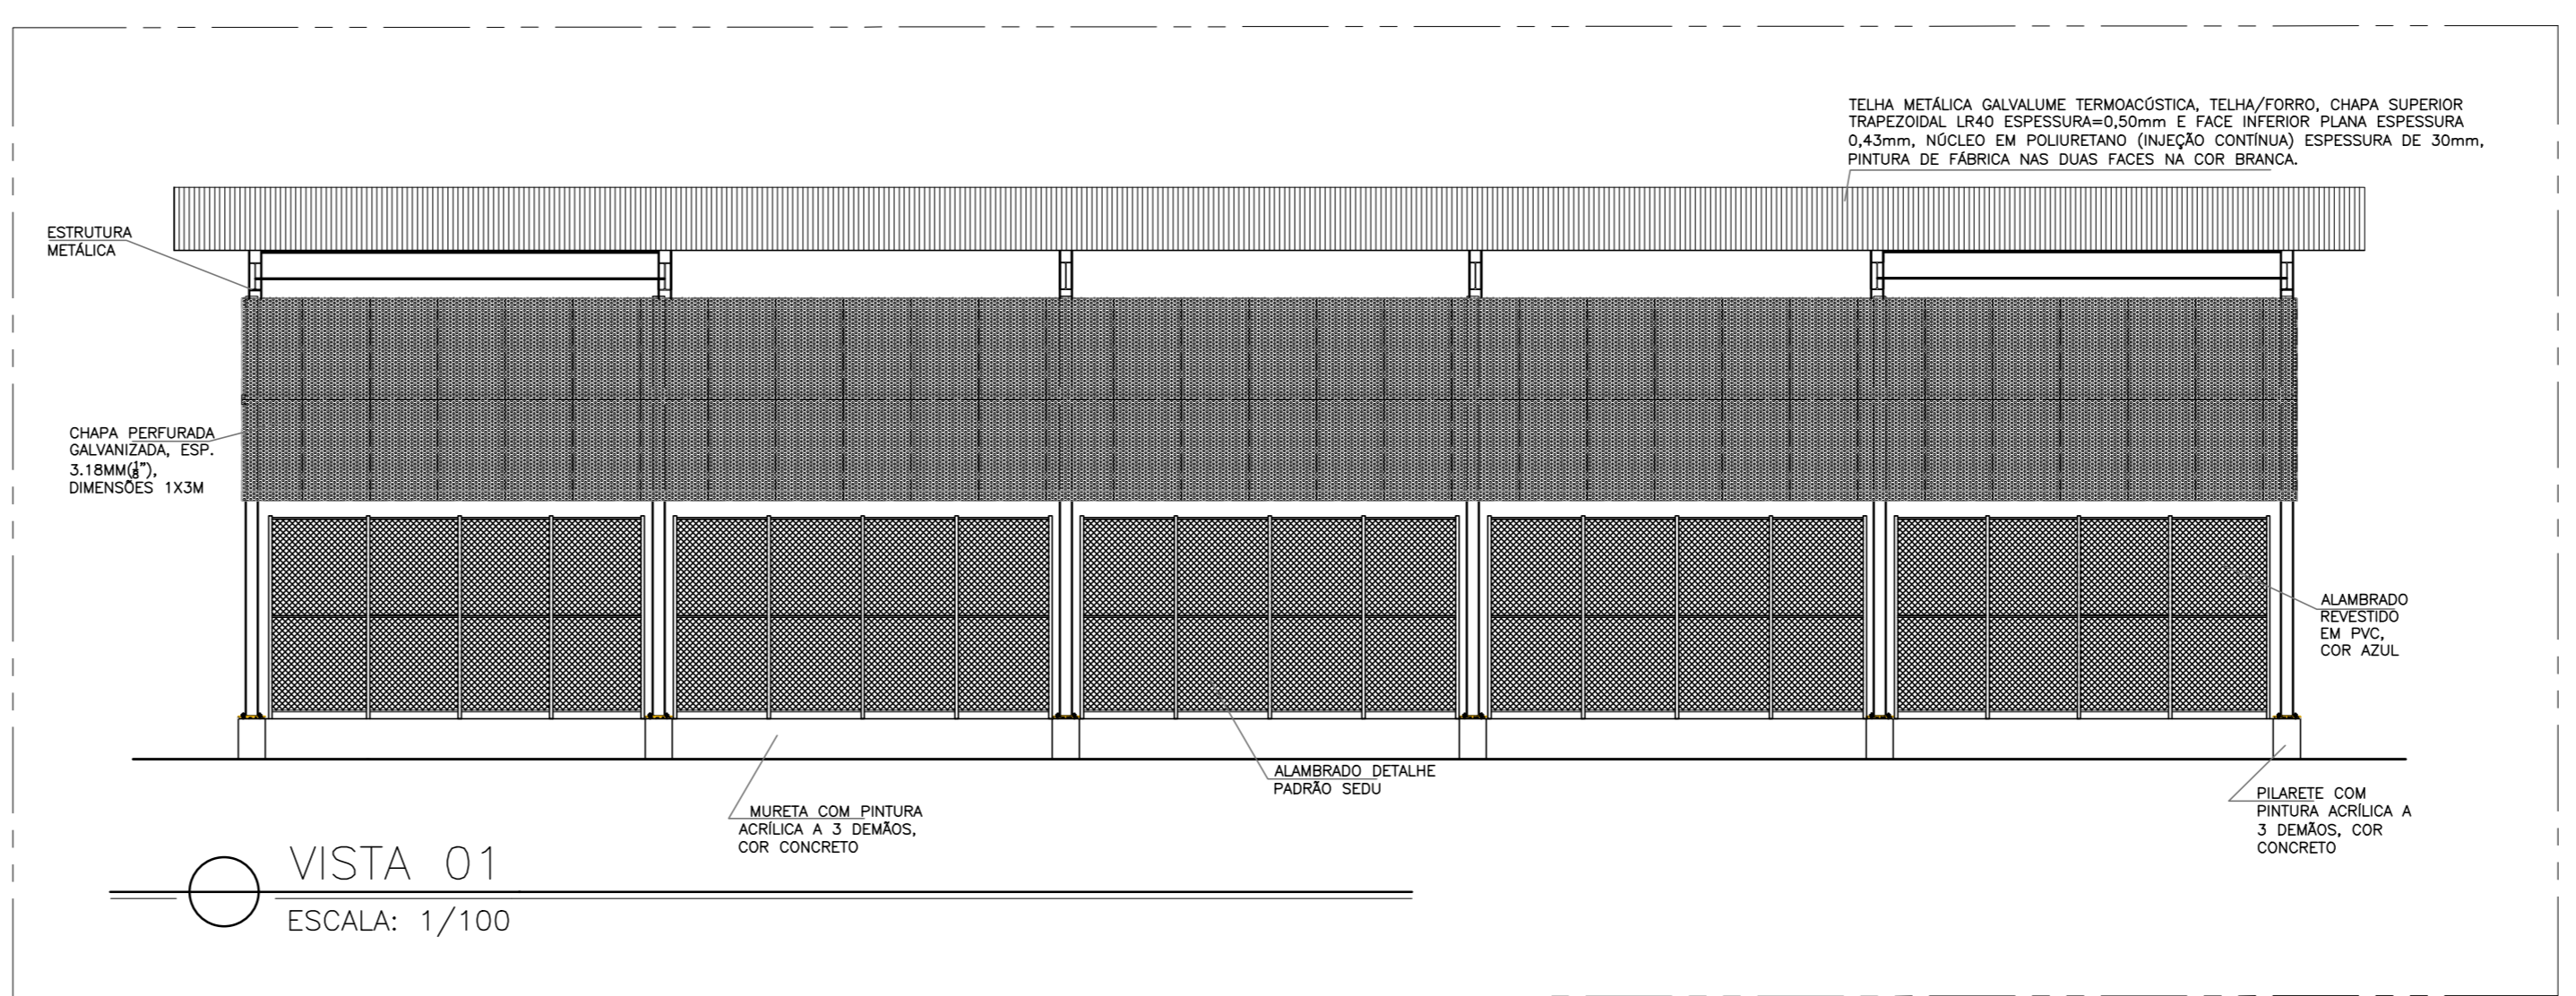 TELHA METÁLICA GALVALUME TERMOACÚSTICA, TELHA/FORRO, CHAPA SUPERIOR
TRAPEZOIDAL LR40 ESPESSURA=0,50mm E FACE INFERIOR PLANA ESPESSURA
0,43mm, NÚCLEO EM POLIURETANO (INJEÇÃO CONTÍNUA) ESPESSURA DE 30mm,
PINTURA DE FÁBRICA NAS DUAS FACES NA COR BRANCA.
ESTRUTURA
METÁLICA
CHAPA PERFURADA
GALVANIZADA, ESP.
3.18MM(1/8"),
DIMENSÕES 1X3M
ALAMBRADO
REVESTIDO
EM PVC,
COR AZUL
ALAMBRADO DETALHE
PADRÃO SEDU
MURETA COM PINTURA
ACRÍLICA A 3 DEMÃOS,
COR CONCRETO
PILARETE COM
PINTURA ACRÍLICA A
3 DEMÃOS, COR
CONCRETO
VISTA 01
ESCALA: 1/100